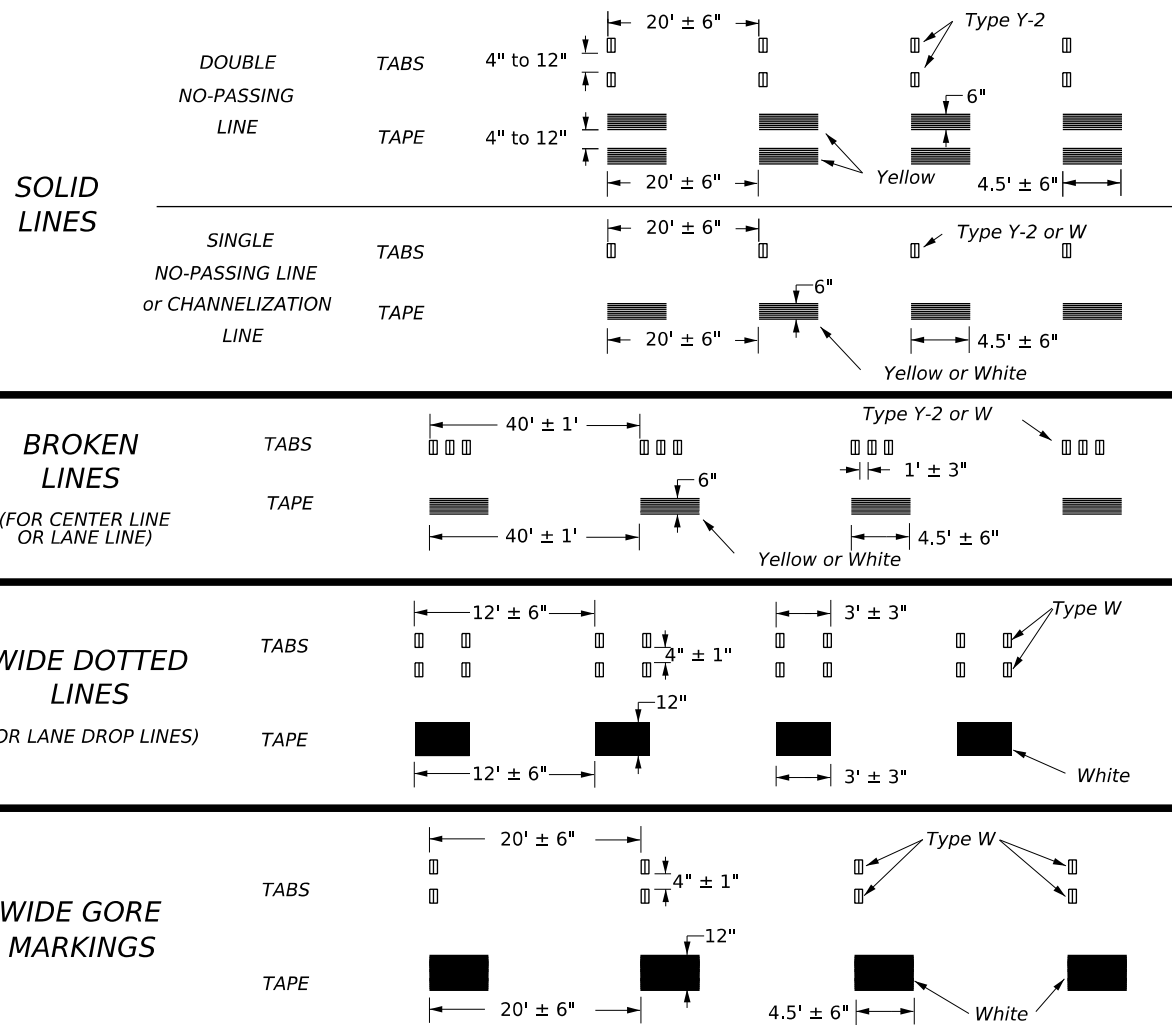 SOLID
LINES
DOUBLE
NO-PASSING
LINE
TABS
20' ± 6"
4" to 12"
Type Y-2
TAPE
4" to 12"
6"
Yellow
20' ± 6"
4.5' ± 6"
SINGLE
NO-PASSING LINE
or CHANNELIZATION
LINE
TABS
20' ± 6"
Type Y-2 or W
TAPE
6"
20' ± 6"
4.5' ± 6"
Yellow or White
BROKEN
LINES
(FOR CENTER LINE
OR LANE LINE)
TABS
40' ± 1'
Type Y-2 or W
1' ± 3"
TAPE
6"
40' ± 1'
4.5' ± 6"
Yellow or White
WIDE DOTTED
LINES
OR LANE DROP LINES)
TABS
12' ± 6"
3' ± 3"
Type W
4" ± 1"
TAPE
12"
12' ± 6"
3' ± 3"
White
WIDE GORE
MARKINGS
TABS
20' ± 6"
Type W
4" ± 1"
TAPE
12"
20' ± 6"
4.5' ± 6"
White